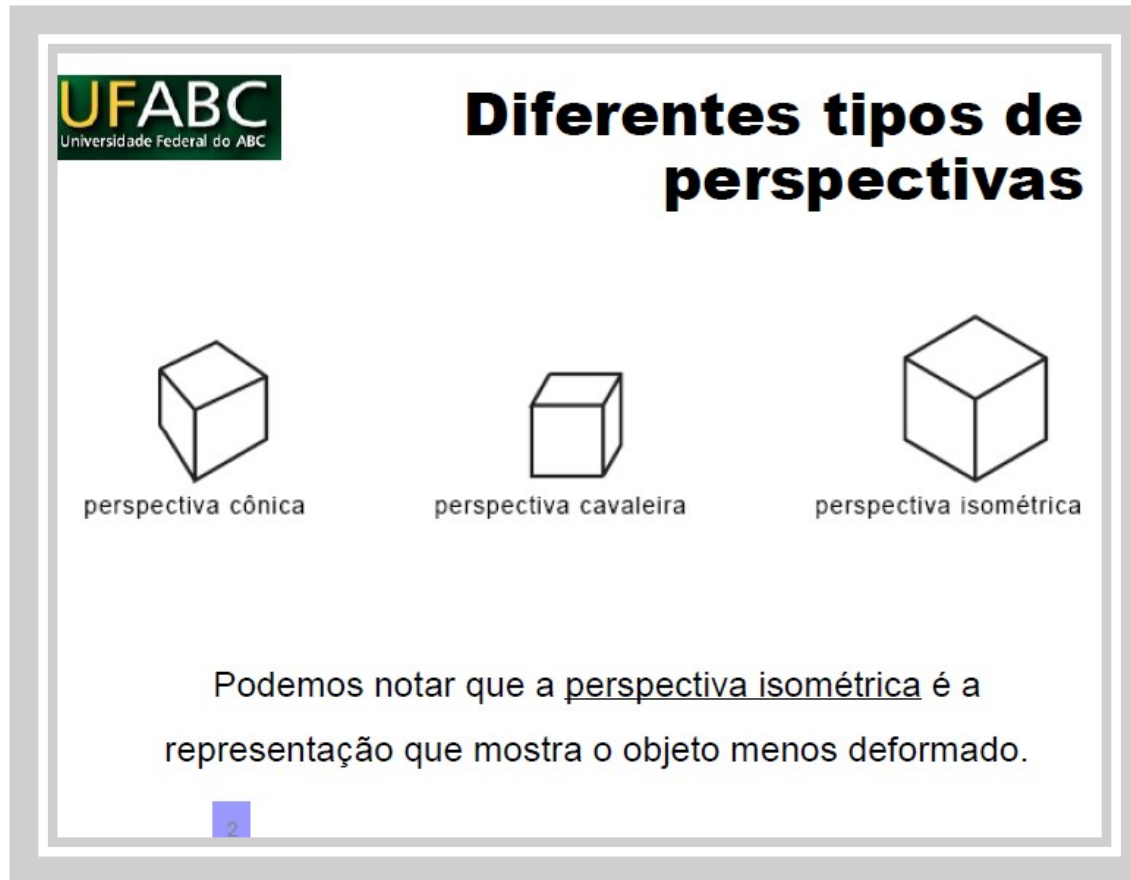 UFABC
Universidade Federal do ABC
Diferentes tipos de
perspectivas
perspectiva cônica
perspectiva cavaleira
perspectiva isométrica
Podemos notar que a perspectiva isométrica é a
representação que mostra o objeto menos deformado.
2